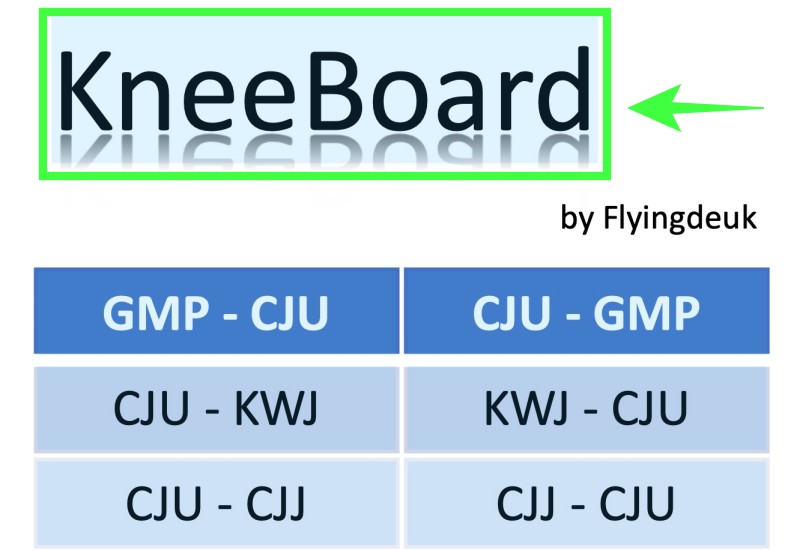 KneeBoard
by Flyingdeuk
GMP - CJU CJU - GMP
CJU - KWJ KWJ - CJU
CJU - CJJ CJJ - CJU